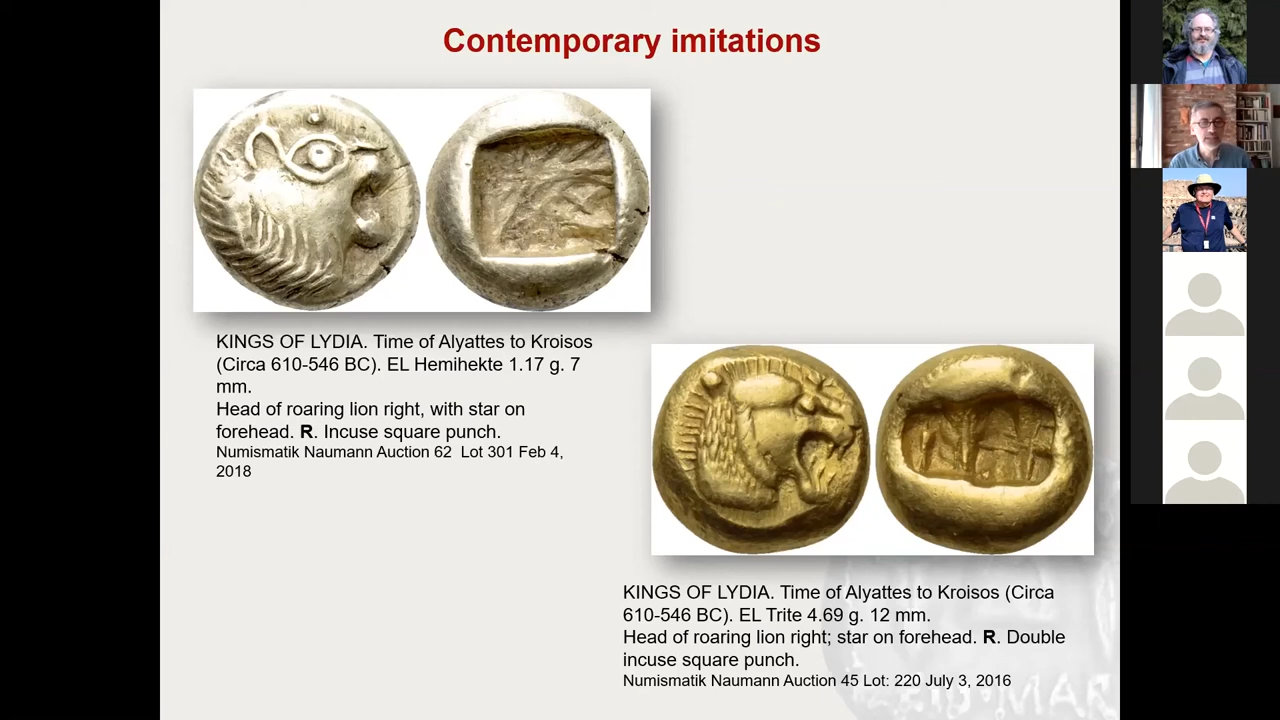 Contemporary imitations
KINGS OF LYDIA. Time of Alyattes to Kroisos
(Circa 610-546 BC). EL Hemihekte 1.17 g. 7
mm.
Head of roaring lion right, with star on
forehead. R. Incuse square punch.
Numismatik Naumann Auction 62 Lot 301 Feb 4,
2018
KINGS OF LYDIA. Time of Alyattes to Kroisos (Circa
610-546 BC). EL Trite 4.69 g. 12 mm.
Head of roaring lion right; star on forehead. R. Double
incuse square punch.
Numismatik Naumann Auction 45 Lot: 220 July 3, 2016